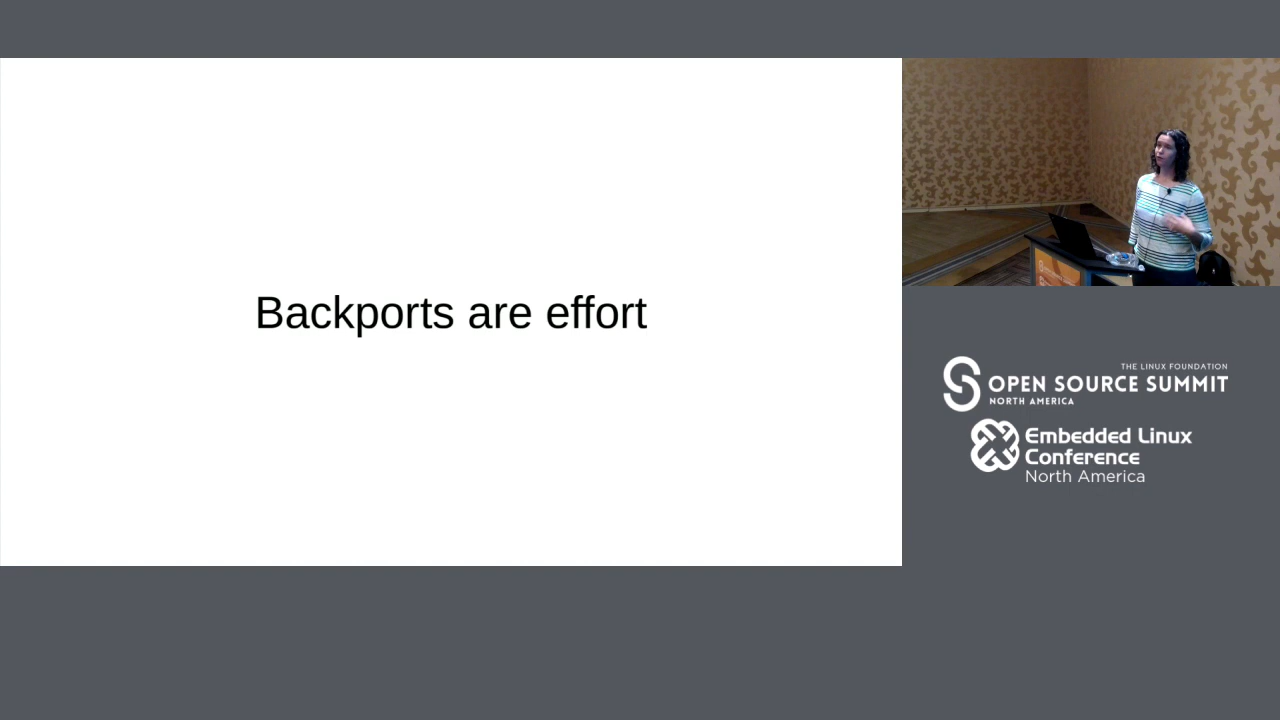 Backports are effort
THE LINUX FOUNDATION
OPEN SOURCE SUMMIT
NORTH AMERICA
Embedded Linux
Conference
North America